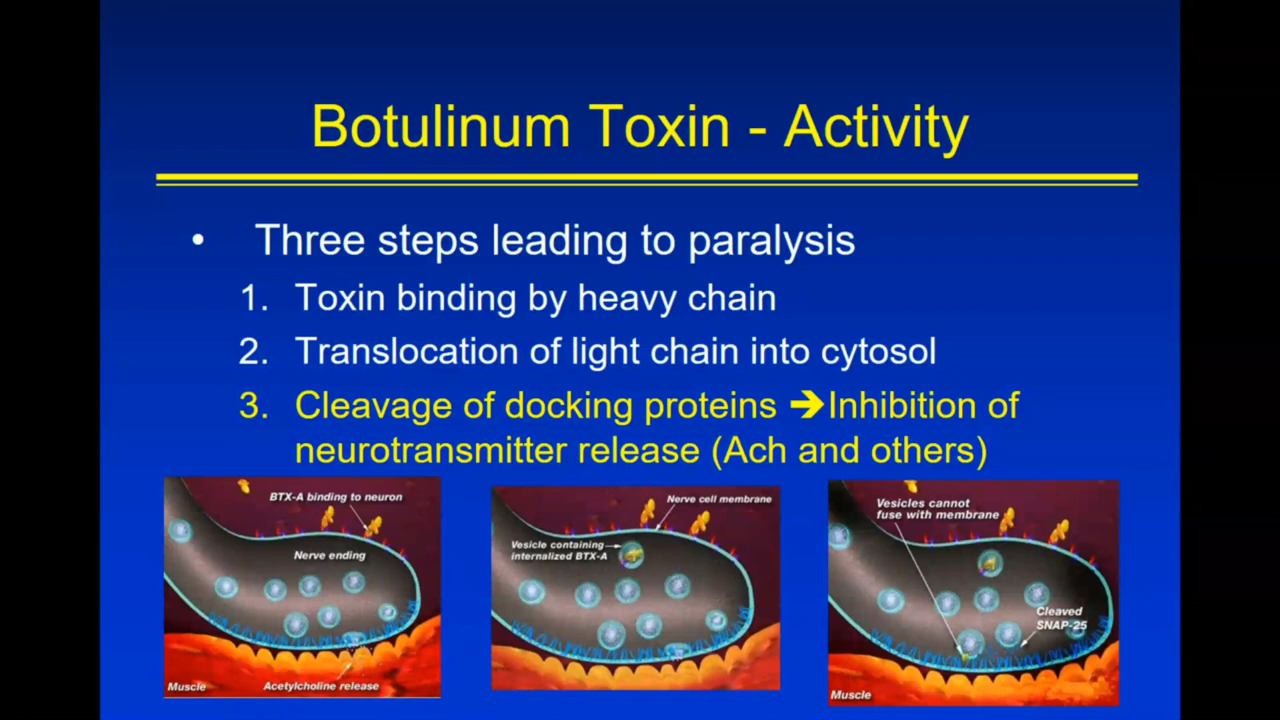 Botulinum Toxin - Activity
• Three steps leading to paralysis
1. Toxin binding by heavy chain
2. Translocation of light chain into cytosol
3. Cleavage of docking proteins ➔Inhibition of
neurotransmitter release (Ach and others)
BTX-A binding to neuron
Nerve ending
Muscle
Acetylcholine release
Nerve cell membrane
Vesicle containing
internalized BTX-A
Vesicles cannot
fuse with membrane
Cleaved
SNAP-25
Muscle